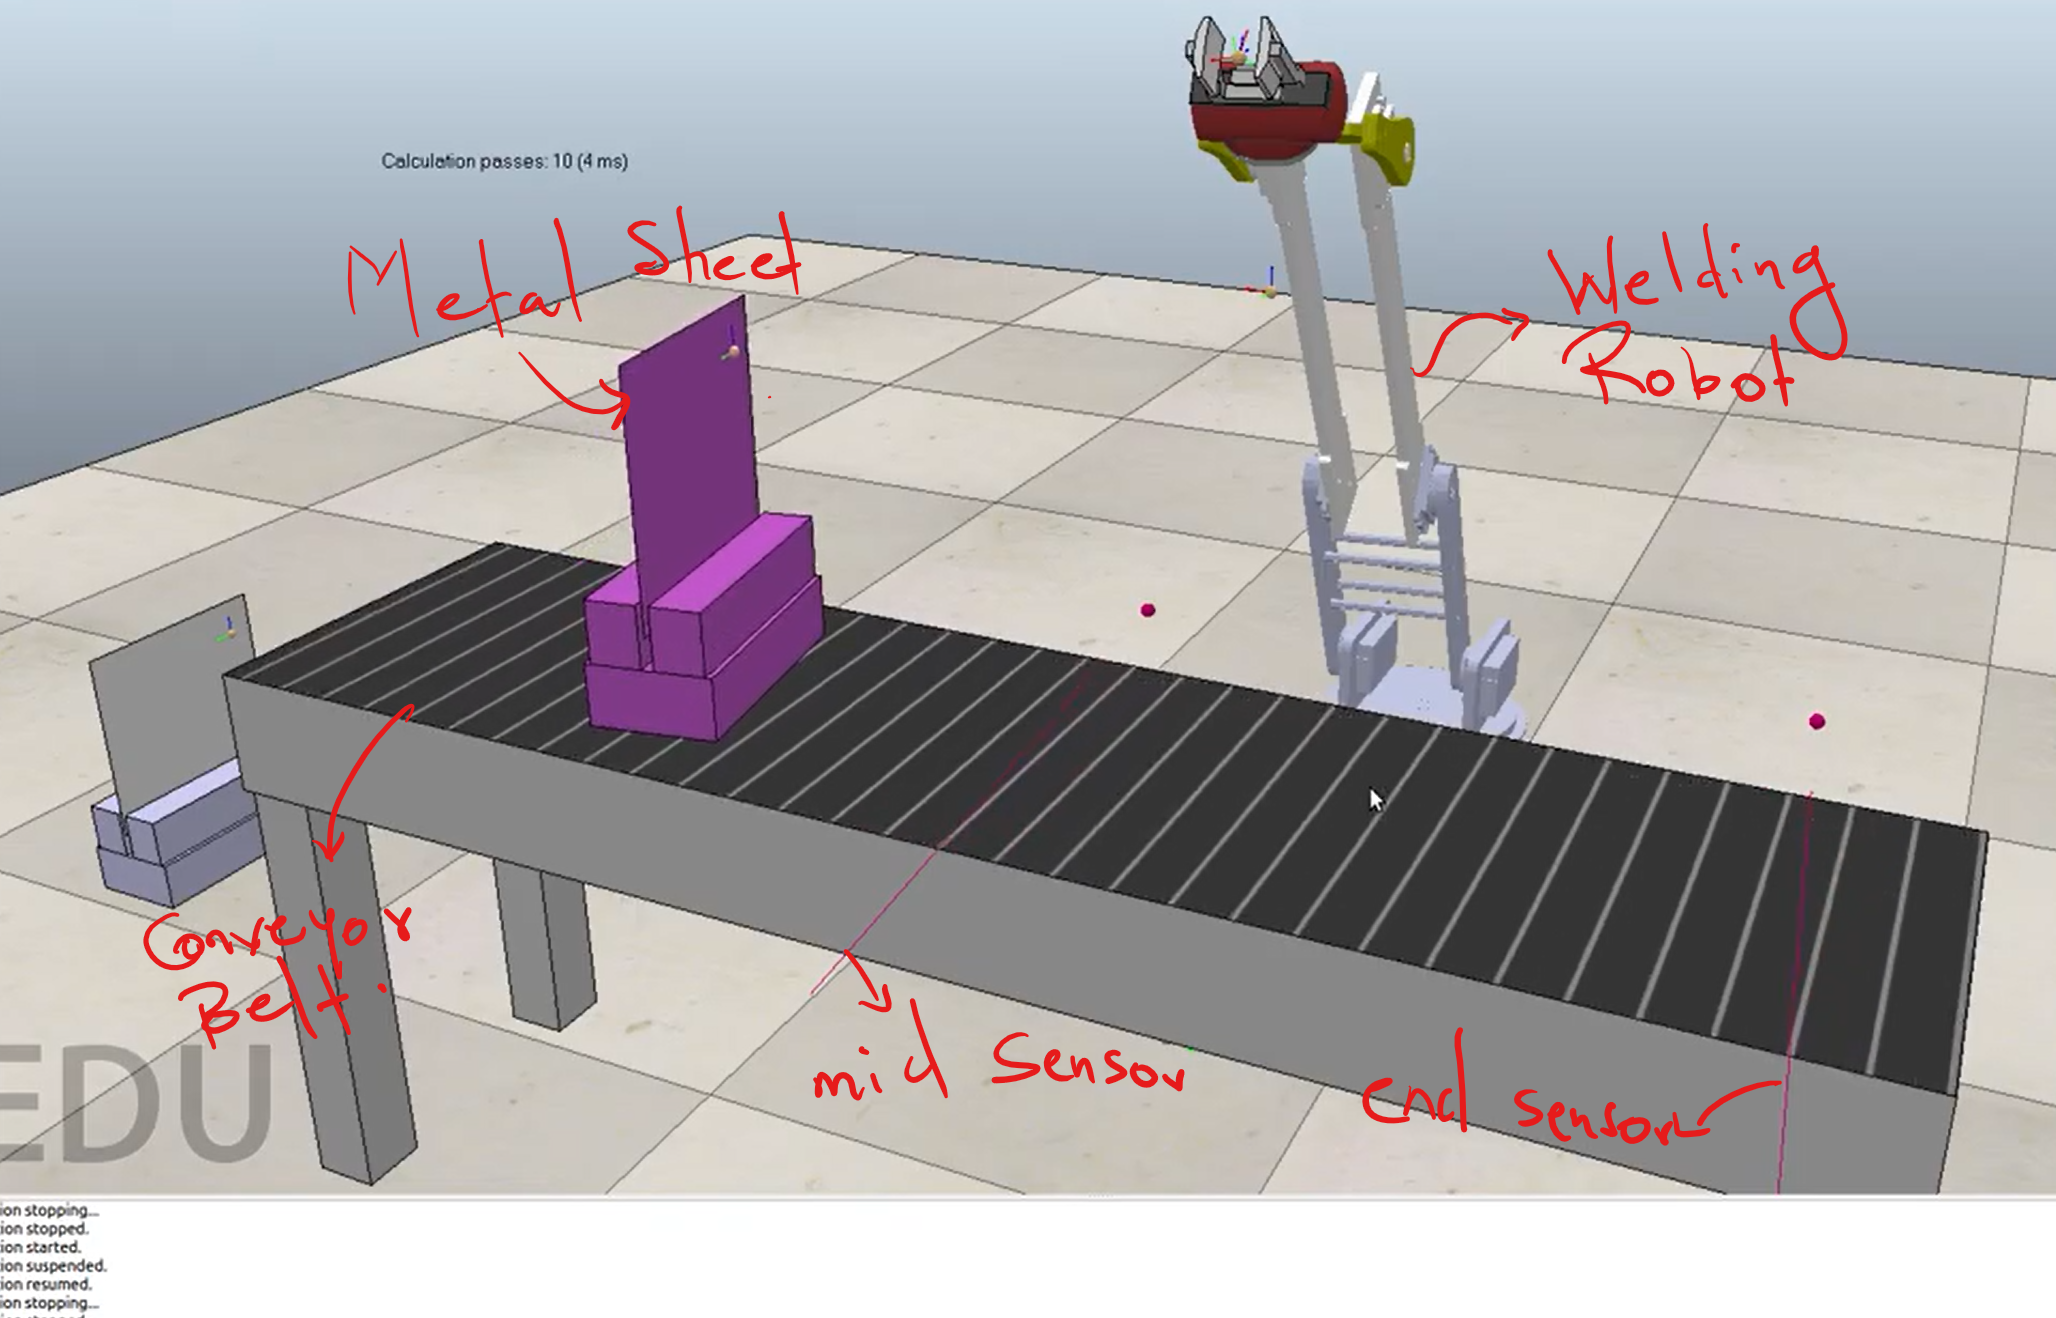 Calculation passes: 10 (4 ms)
Metal Sheet
Welding
Robot
Conveyor
Belt.
mid Sensor
end sensor
EDU
ion stopping...
ion stopped.
ion started.
ion suspended.
ion resumed.
ion stopping...